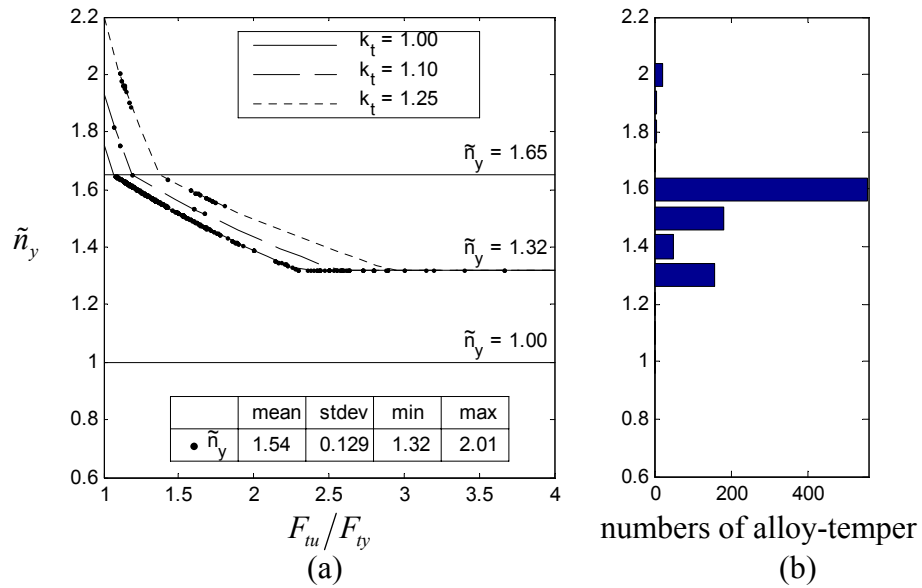 2.2
2
1.8
1.6
1.4
1.2
1
0.8
0.6
ñ_y
k_t = 1.00
k_t = 1.10
k_t = 1.25
ñ_y = 1.65
ñ_y = 1.32
ñ_y = 1.00
mean stdev min max
ñ_y 1.54 0.129 1.32 2.01
1 1.5 2 2.5 3 3.5 4
F_tu/F_ty
(a)
2.2
2
1.8
1.6
1.4
1.2
1
0.8
0.6
0 200 400
numbers of alloy-temper
(b)